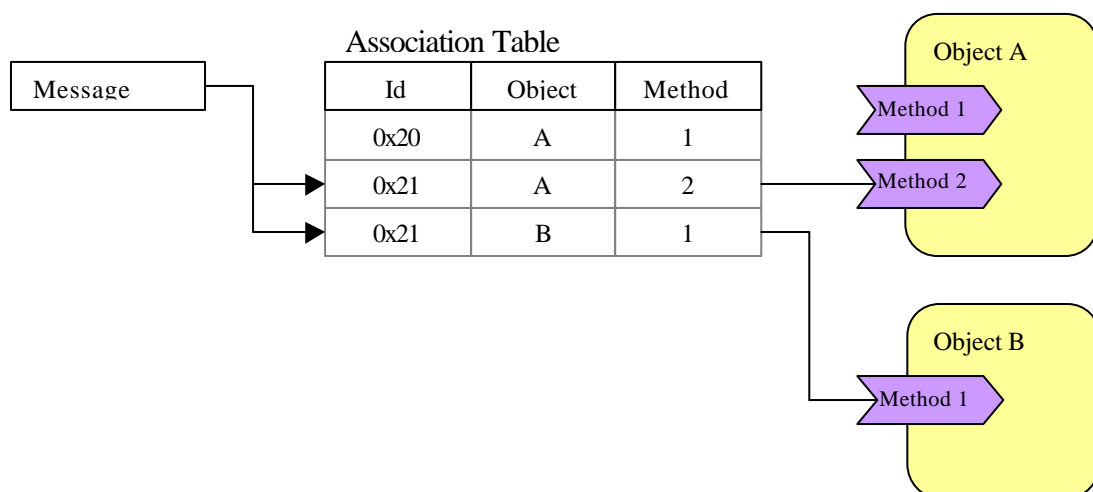 Association Table
Message
Id Object Method
0x20 A 1
0x21 A 2
0x21 B 1
Object A
Method 1
Method 2
Object B
Method 1